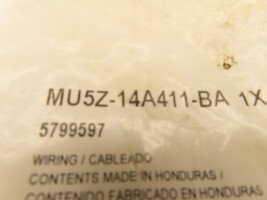 MU5Z-14A411-BA 1X
5799597
WIRING / CABLEADO
CONTENTS MADE IN HONDURAS /
CONTENIDO FABRICADO EN HONDURAS